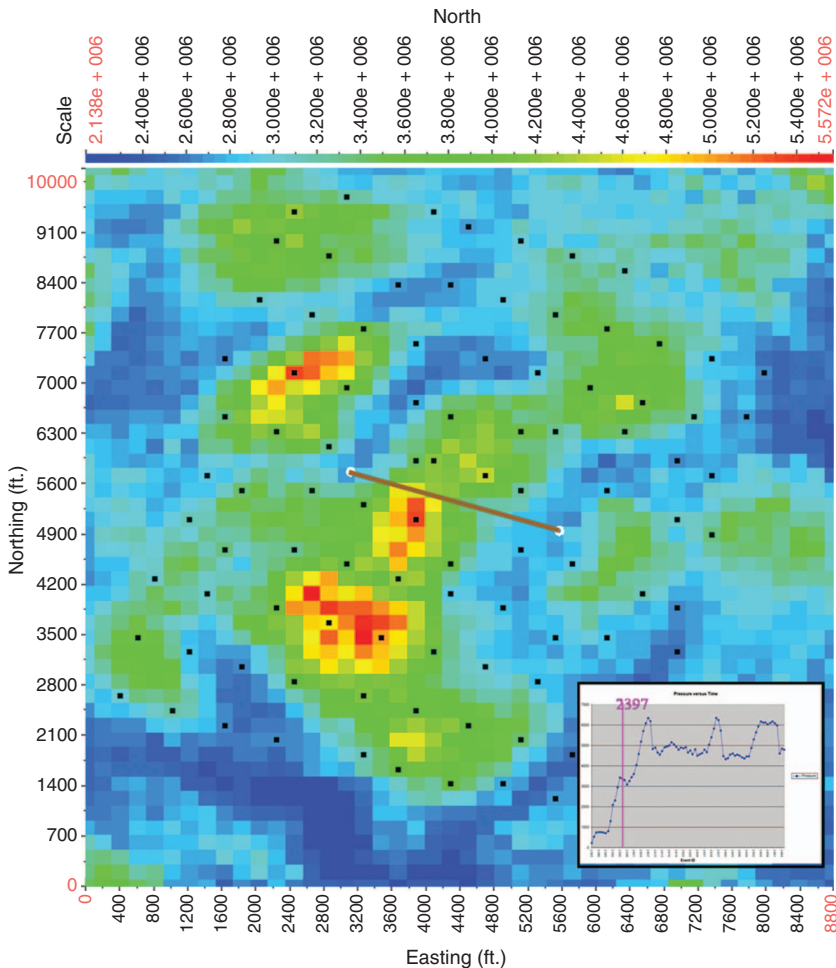 North
Scale
2.138e + 006
2.400e + 006
2.600e + 006
2.800e + 006
3.000e + 006
3.200e + 006
3.400e + 006
3.600e + 006
3.800e + 006
4.000e + 006
4.200e + 006
4.400e + 006
4.600e + 006
4.800e + 006
5.000e + 006
5.200e + 006
5.400e + 006
5.572e + 006
Northing (ft.)
10000
9100
8400
7700
7000
6300
5600
4900
4200
3500
2800
2100
1400
700
0
Pressure versus Time
2397
Pressure
Event-ID
0
400
800
1200
1600
2000
2400
2800
3200
3600
4000
4400
4800
5200
5600
6000
6400
6800
7200
7600
8000
8400
8800
Easting (ft.)